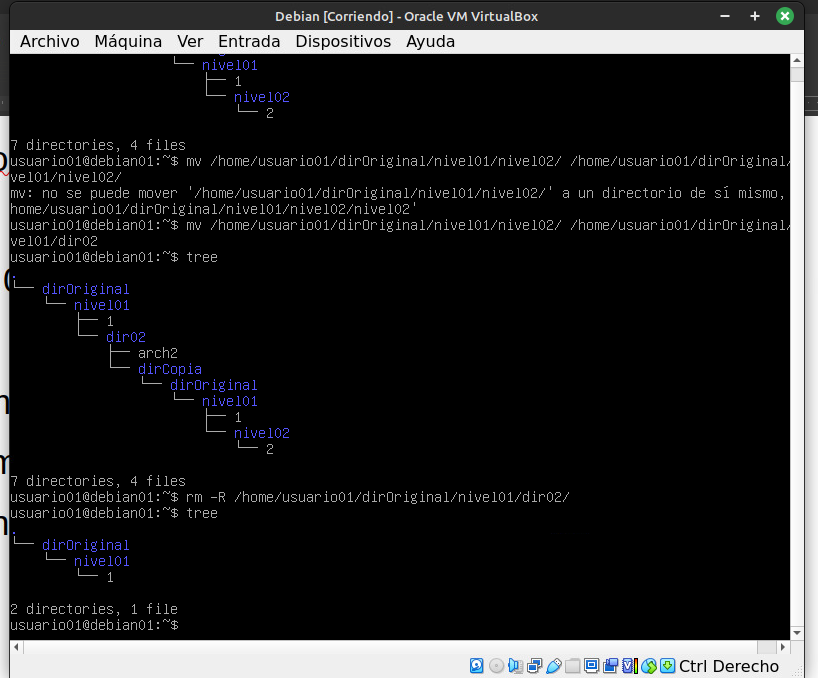 Debian [Corriendo] - Oracle VM VirtualBox
Archivo Máquina Ver Entrada Dispositivos Ayuda
└── nivel01
├── 1
└── nivel02
└── 2
7 directories, 4 files
usuario01@debian01:~$ mv /home/usuario01/dirOriginal/nivel01/nivel02/ /home/usuario01/dirOriginal/
vel01/nivel02/
mv: no se puede mover '/home/usuario01/dirOriginal/nivel01/nivel02/' a un directorio de sí mismo,
home/usuario01/dirOriginal/nivel01/nivel02/nivel02'
usuario01@debian01:~$ mv /home/usuario01/dirOriginal/nivel01/nivel02/ /home/usuario01/dirOriginal/
vel01/dir02
usuario01@debian01:~$ tree
.
└── dirOriginal
└── nivel01
├── 1
└── dir02
├── arch2
└── dirCopia
└── dirOriginal
└── nivel01
├── 1
└── nivel02
└── 2
7 directories, 4 files
usuario01@debian01:~$ rm -R /home/usuario01/dirOriginal/nivel01/dir02/
usuario01@debian01:~$ tree
.
└── dirOriginal
└── nivel01
└── 1
2 directories, 1 file
usuario01@debian01:~$
Ctrl Derecho